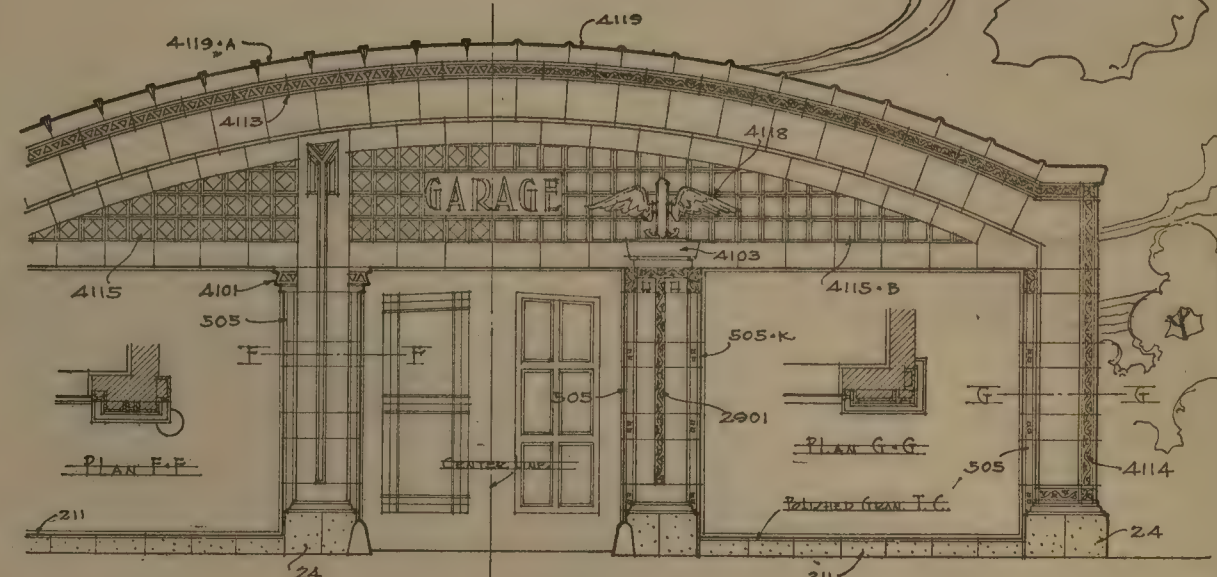 4119
4119·A
4113
4118
GARAGE
4103
4115
4101
4115·B
505
F F
505·K
505
2901
G G
PLAN F·F
CENTER LINE
PLAN G·G
505
4114
POLISHED GRAN. T. C.
211
24
24
211